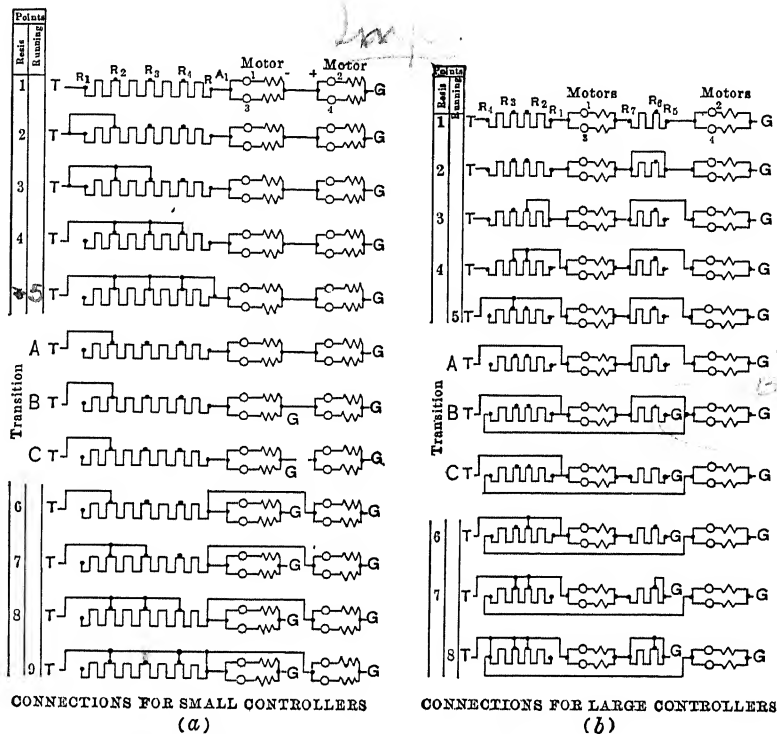 Points
Resis Running
R1 R2 R3 R4 R A1 Motor 1 - + Motor 2
1 T G
3 4
2 T G
3 T G
4 T G
5 T G
Transition
A T G
B T G G
C T G G
6 T G G
7 T G G
8 T G G
9 T G G
CONNECTIONS FOR SMALL CONTROLLERS
(a)
Points
Resis Running
R4 R3 R2 R1 Motors 1 R7 R6 R5 Motors 2
1 T G
3 4
2 T G
3 T G
4 T G
5 T G
Transition
A T G
B T G G
C T G G
6 T G G
7 T G G
8 T G G
CONNECTIONS FOR LARGE CONTROLLERS
(b)